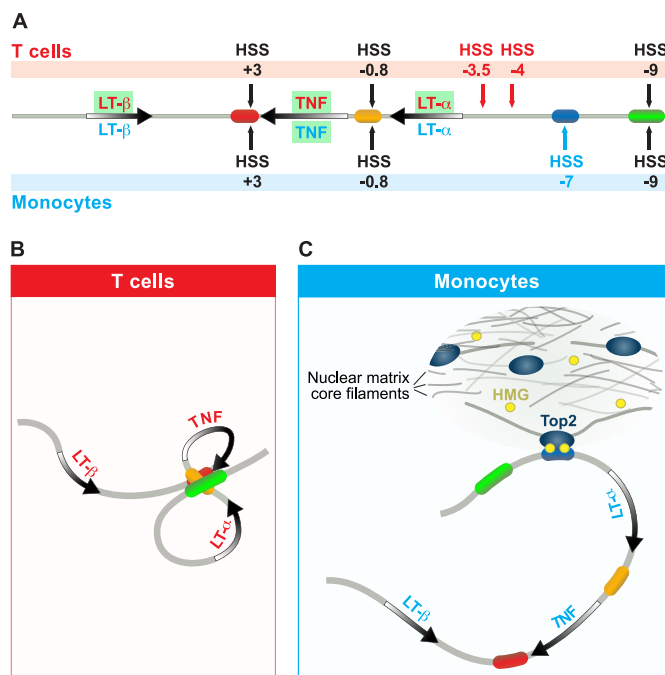 A
T cells
HSS HSS HSS HSS HSS
+3 -0.8 -3.5 -4 -9
LT-β TNF LT-α
LT-β TNF LT-α
HSS HSS HSS HSS
+3 -0.8 -7 -9
Monocytes
B
T cells
TNF
LT-β
LT-α
C
Monocytes
Nuclear matrix
core filaments
HMG
Top2
LT-α
LT-β
TNF